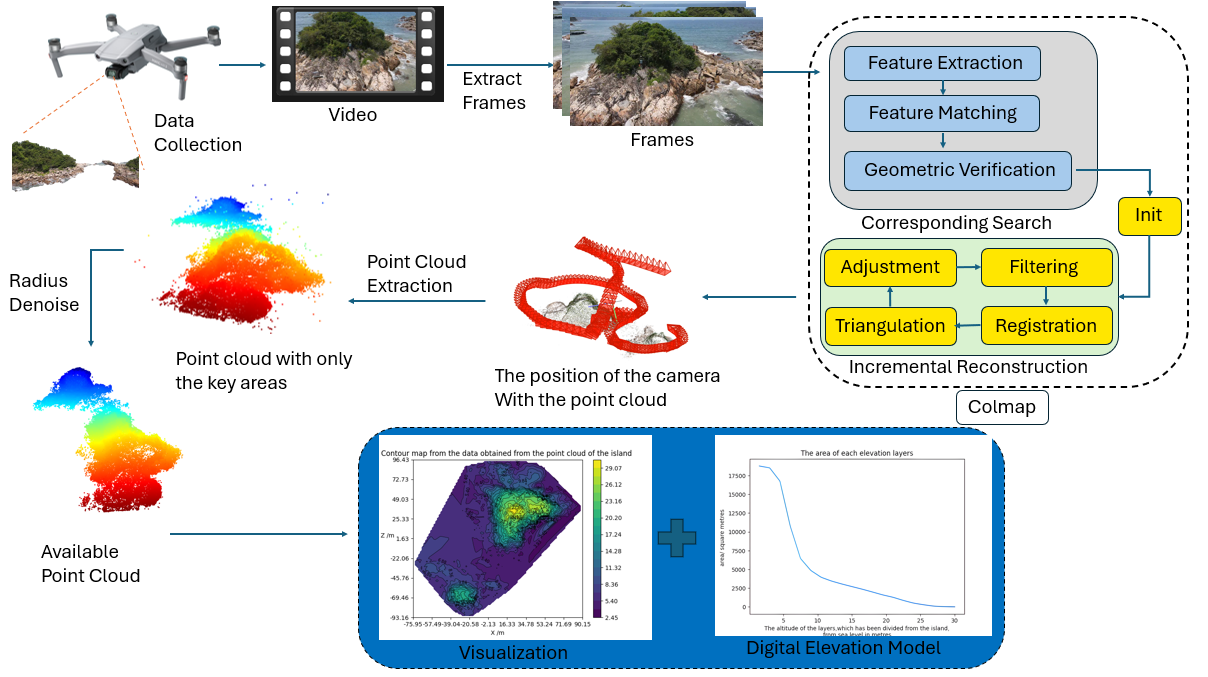 Data
Collection
Video
Extract
Frames
Frames
Feature Extraction
Feature Matching
Geometric Verification
Corresponding Search
Init
Adjustment
Filtering
Triangulation
Registration
Incremental Reconstruction
Colmap
The position of the camera
With the point cloud
Point Cloud
Extraction
Point cloud with only
the key areas
Radius
Denoise
Available
Point Cloud
Contour map from the data obtained from the point cloud of the island
96.43
72.73
49.03
25.33
Z /m 1.63
-22.06
-45.76
-69.46
-93.16
-75.95 -57.49 -39.04 -20.58 -2.13 16.33 34.78 53.24 71.69 90.15
X /m
29.07
26.12
23.16
20.20
17.24
14.28
11.32
8.36
5.40
2.45
Visualization
The area of each elevation layers
area/ square metres
17500
15000
12500
10000
7500
5000
2500
0
5 10 15 20 25 30
The altitude of the layers,which has been divided from the island,
from sea level in metres
Digital Elevation Model